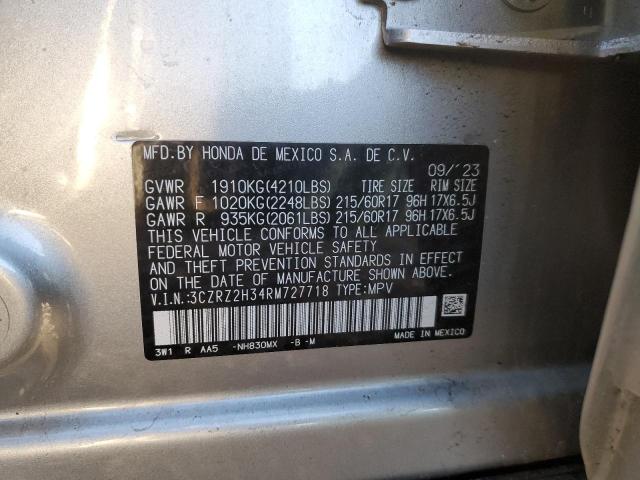 MFD.BY HONDA DE MEXICO S.A. DE C.V.
09/'23
GVWR 1910KG(4210LBS) TIRE SIZE RIM SIZE
GAWR F 1020KG(2248LBS) 215/60R17 96H 17X6.5J
GAWR R 935KG(2061LBS) 215/60R17 96H 17X6.5J
THIS VEHICLE CONFORMS TO ALL APPLICABLE
FEDERAL MOTOR VEHICLE SAFETY
AND THEFT PREVENTION STANDARDS IN EFFECT
ON THE DATE OF MANUFACTURE SHOWN ABOVE.
V.I.N.:3CZRZ2H34RM727718 TYPE:MPV
3W1 R AA5 -NH830MX -B -M MADE IN MEXICO